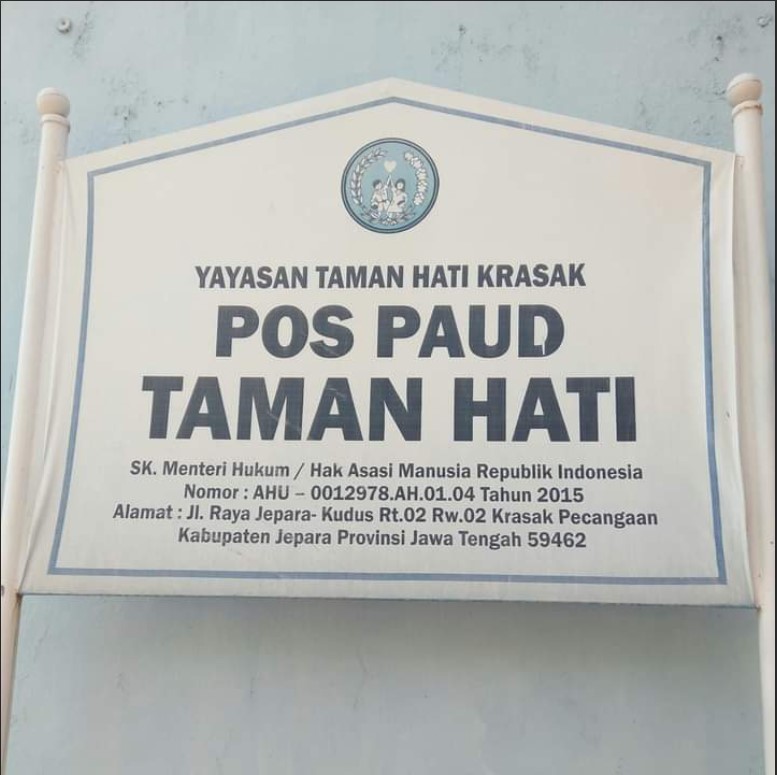 YAYASAN TAMAN HATI KRASAK
POS PAUD
TAMAN HATI
SK. Menteri Hukum / Hak Asasi Manusia Republik Indonesia
Nomor : AHU – 0012978.AH.01.04 Tahun 2015
Alamat : Jl. Raya Jepara- Kudus Rt.02 Rw.02 Krasak Pecangaan
Kabupaten Jepara Provinsi Jawa Tengah 59462